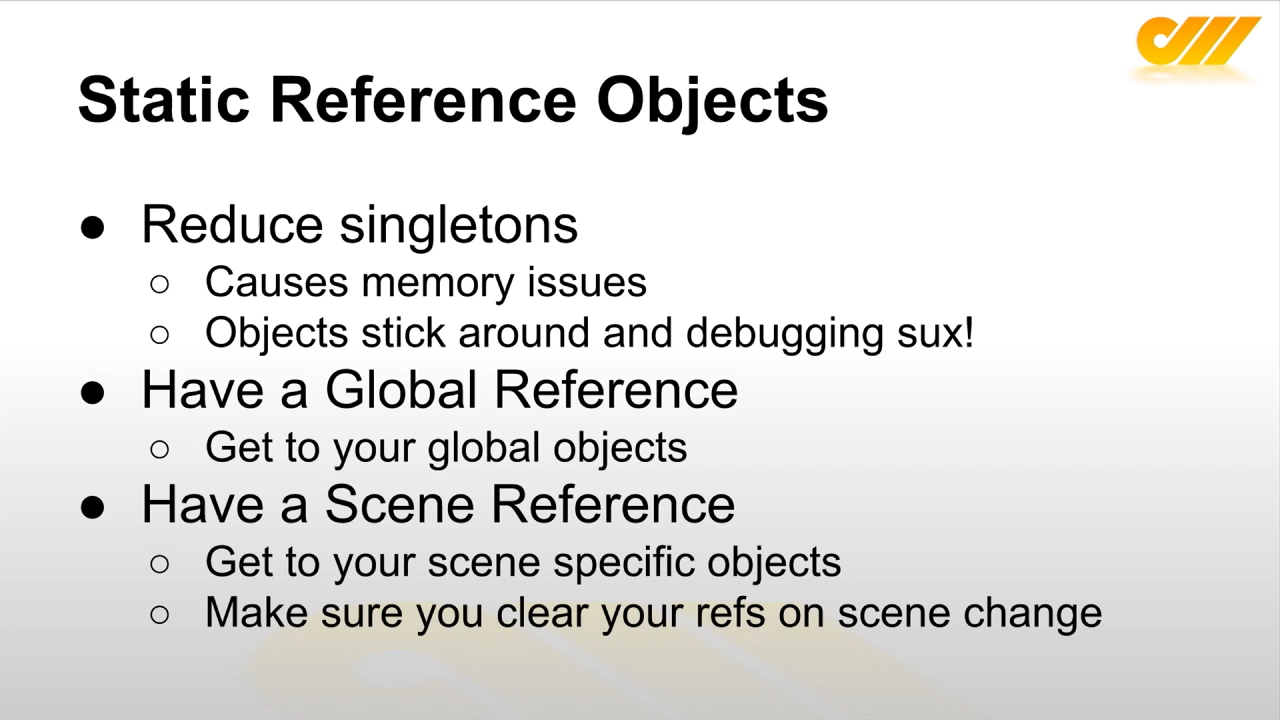 Static Reference Objects
● Reduce singletons
○ Causes memory issues
○ Objects stick around and debugging sux!
● Have a Global Reference
○ Get to your global objects
● Have a Scene Reference
○ Get to your scene specific objects
○ Make sure you clear your refs on scene change